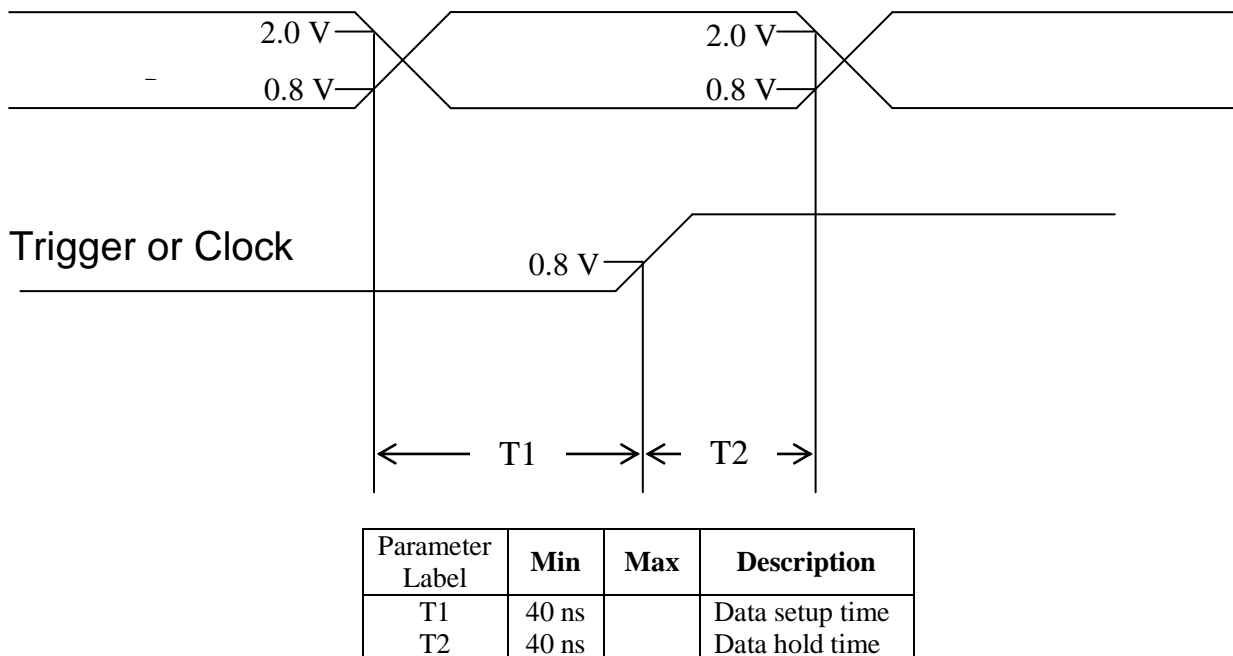 2.0 V 2.0 V
0.8 V 0.8 V
Trigger or Clock
0.8 V
T1 T2
Parameter Label Min Max Description
T1 40 ns Data setup time
T2 40 ns Data hold time